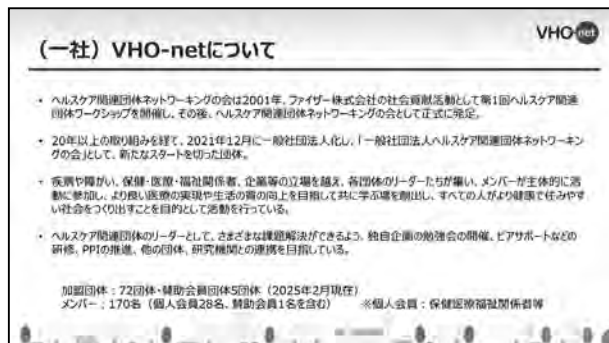 VHO-net
（一社）VHO-netについて
• ヘルスケア関連団体ネットワーキングの会は2001年、ファイザー株式会社の社会貢献活動として第1回ヘルスケア関連
団体ワークショップを開催し、その後、ヘルスケア関連団体ネットワーキングの会として正式に発足。
• 20年以上の取り組みを経て、2021年12月に一般社団法人化し、「一般社団法人ヘルスケア関連団体ネットワーキン
グの会」として、新たなスタートを切った団体。
• 疾病や障がい、保健・医療・福祉関係者、企業等の立場を越え、各団体のリーダーたちが集い、メンバーが主体的に活
動に参加し、より良い医療の実現や生活の質の向上を目指して共に学ぶ場を創出し、すべての人がより健康で住みやす
い社会をつくり出すことを目的として活動を行っている。
• ヘルスケア関連団体のリーダーとして、さまざまな課題解決ができるよう、独自企画の勉強会の開催、ピアサポートなどの
研修、PPIの推進、他の団体、研究機関との連携を目指している。
加盟団体：72団体・賛助会員団体5団体（2025年2月現在）
メンバー：170名（個人会員28名、賛助会員1名を含む） ※個人会員：保健医療福祉関係者等